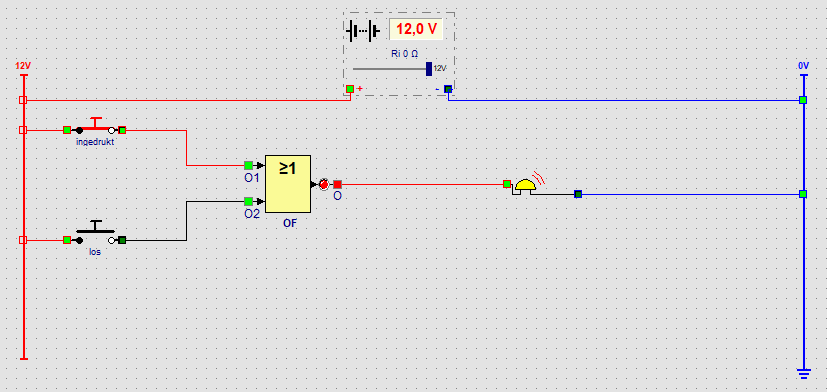 12,0 V
Ri 0 Ω
12V
12V
0V
+ -
ingedrukt
≥1
O1
O
O2
OF
los